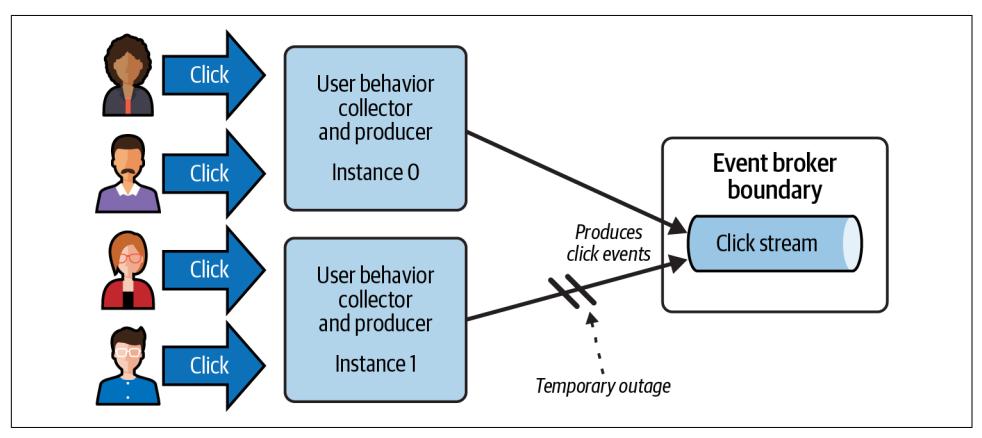 Click
Click
Click
Click
User behavior
collector
and producer
Instance 0
User behavior
collector
and producer
Instance 1
Produces
click events
Temporary outage
Event broker
boundary
Click stream